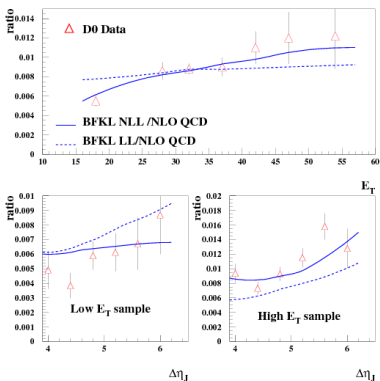 ratio
0.014
0.012
0.01
0.008
0.006
0.004
0.002
0
D0 Data
BFKL NLL /NLO QCD
BFKL LL/NLO QCD
10 15 20 25 30 35 40 45 50 55 60
E_T
ratio
0.01
0.009
0.008
0.007
0.006
0.005
0.004
0.003
0.002
0.001
0
Low E_T sample
4 5 6
Δη_J
ratio
0.02
0.018
0.016
0.014
0.012
0.01
0.008
0.006
0.004
0.002
0
High E_T sample
4 5 6
Δη_J